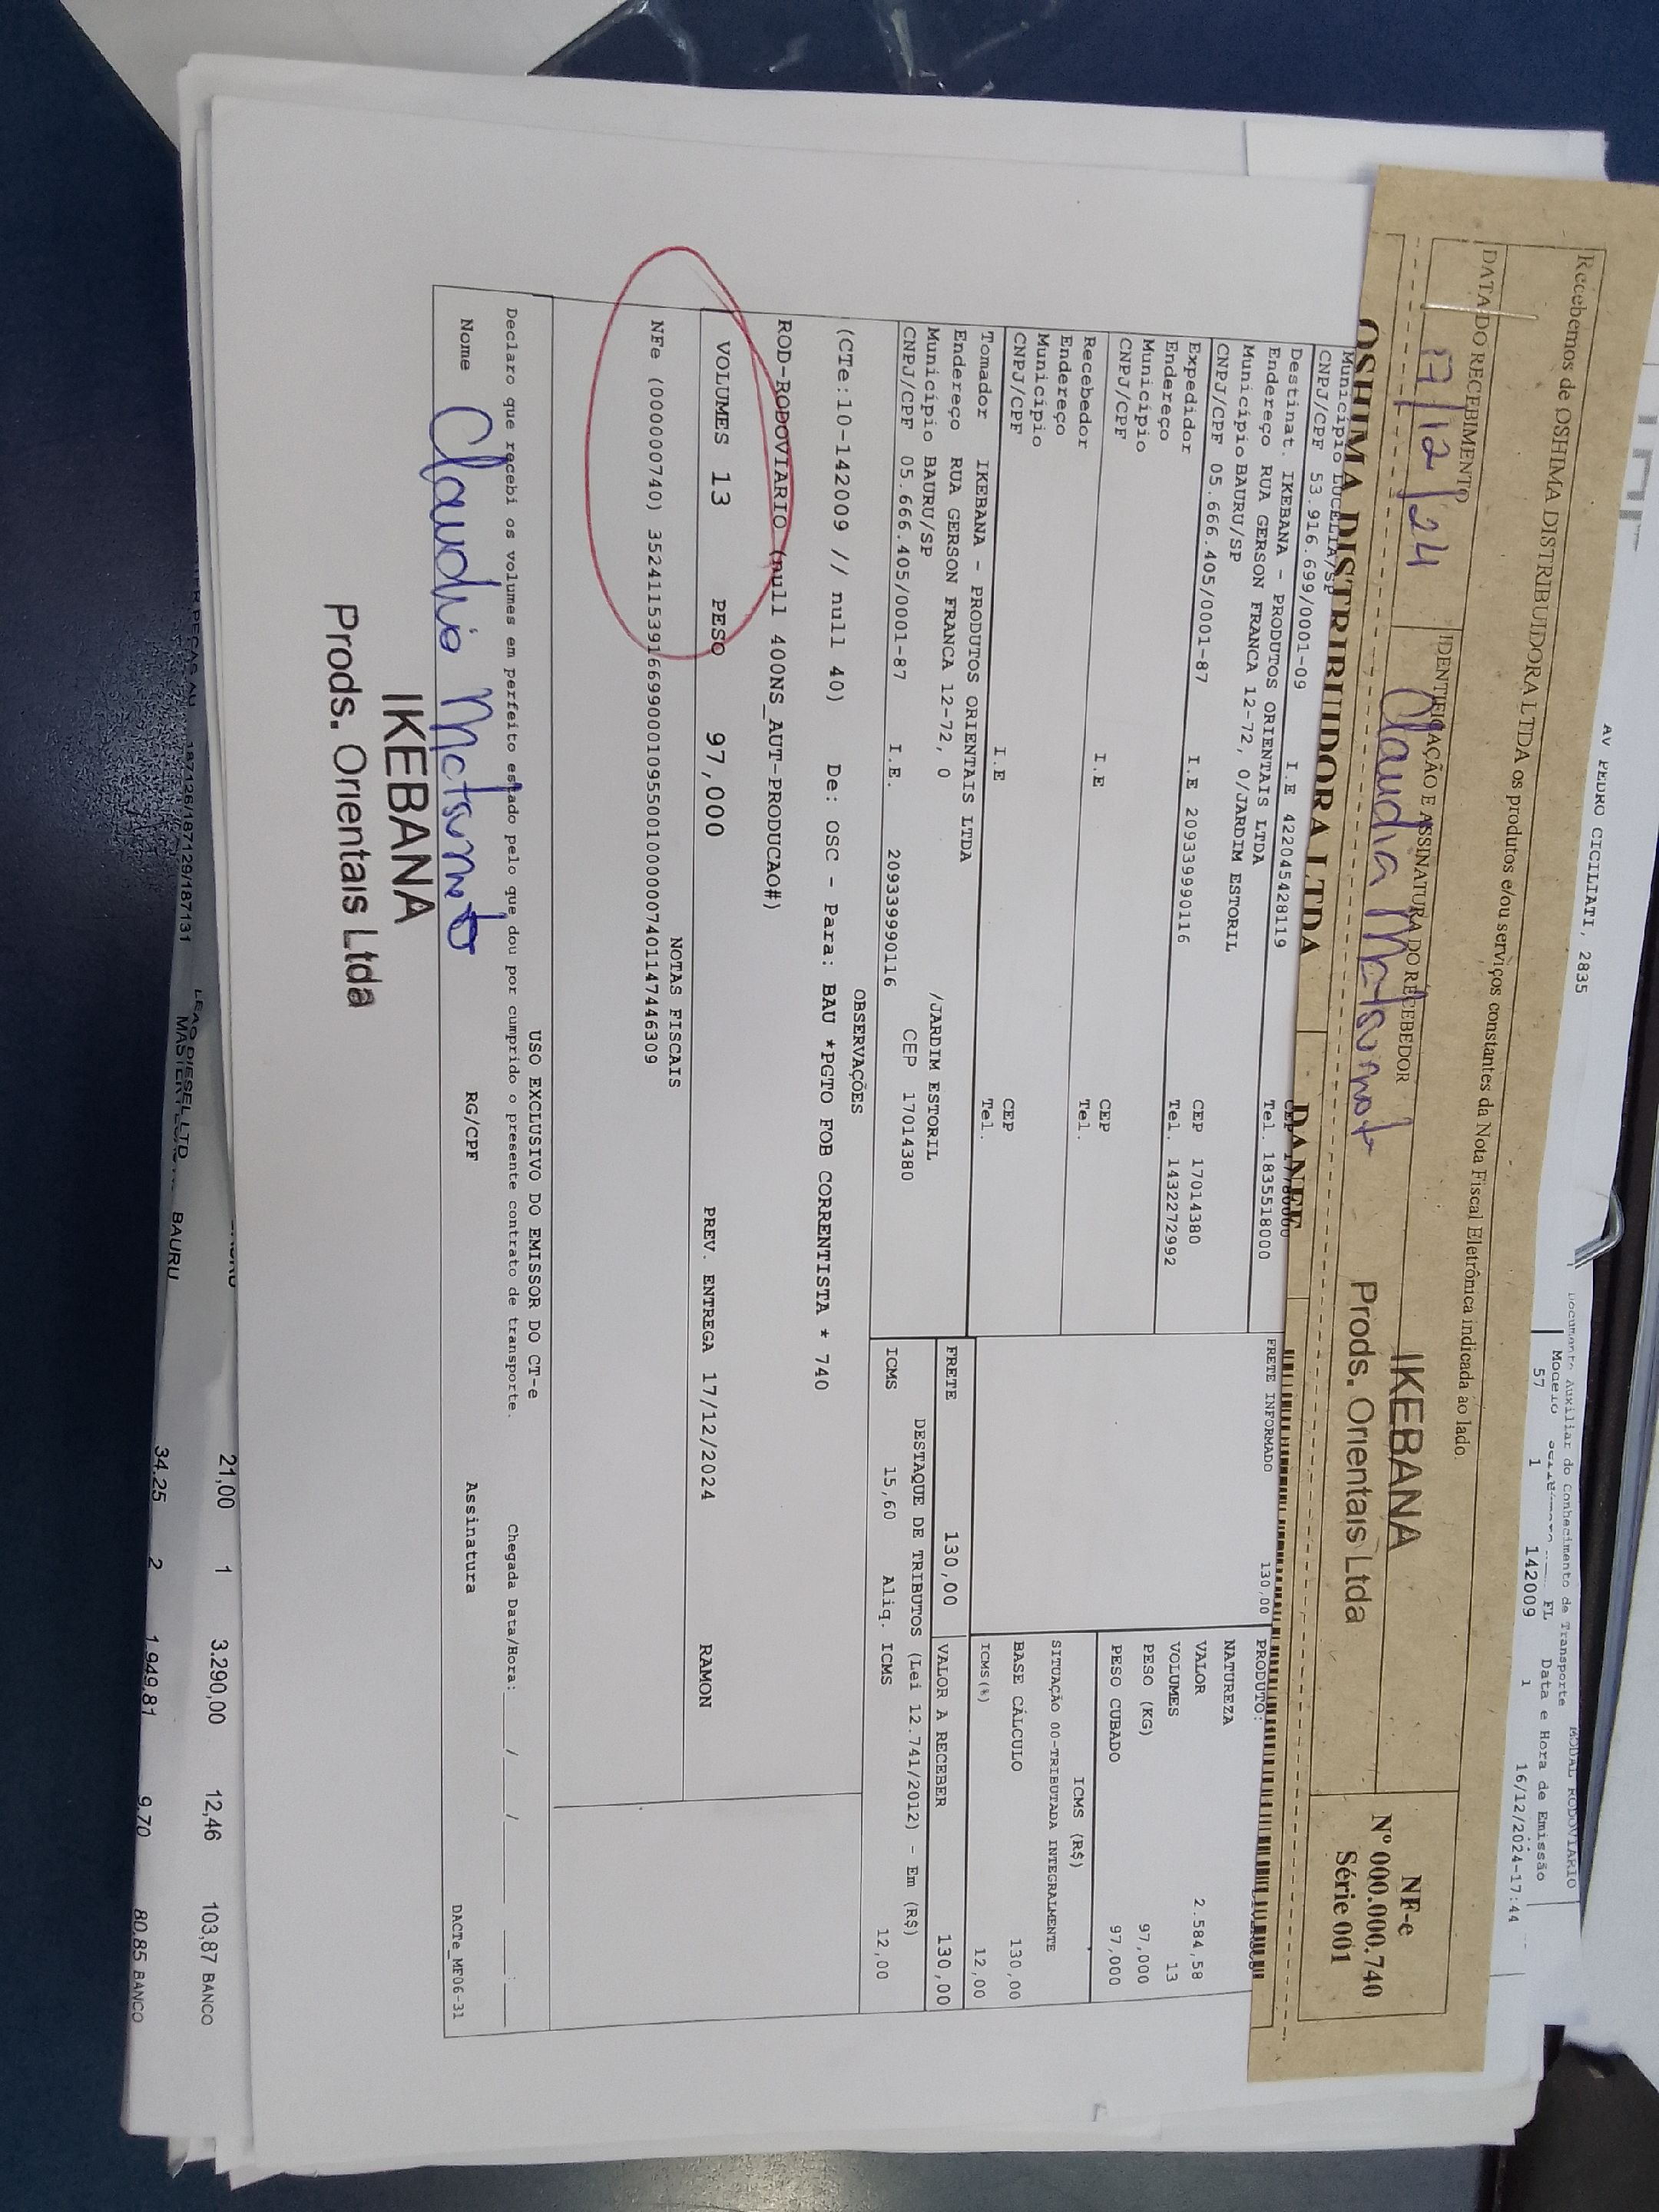 AV PEDRO CICILIATI, 2835
Documento Auxiliar do Conhecimento de Transporte
MODAL RODOVIARIO
FL Data e Hora de Emissão
57 1 142009 1 16/12/2024-17:44
Recebemos de OSHIMA DISTRIBUIDORA LTDA os produtos e/ou serviços constantes da Nota Fiscal Eletrônica indicada ao lado.
DATA DO RECEBIMENTO
17/12/24
IDENTIFICAÇÃO E ASSINATURA DO RECEBEDOR
Claudia Matsumoto
IKEBANA
Prods. Orientais Ltda
NF-e
Nº 000.000.740
Série 001
OSHIMA DISTRIBUIDORA LTDA
DANFE
Município LUCELIA/SP
CNPJ/CPF 53.916.699/0001-09 I.E 422045428119 Tel. 1835518000
Destinat. IKEBANA - PRODUTOS ORIENTAIS LTDA
Endereço RUA GERSON FRANCA 12-72, 0/JARDIM ESTORIL
Município BAURU/SP CEP 17014380
CNPJ/CPF 05.666.405/0001-87 I.E 209339990116 Tel. 1432272992
Expedidor
Endereço
Município CEP
CNPJ/CPF I.E Tel.
Recebedor
Endereço
Município CEP
CNPJ/CPF I.E Tel.
Tomador IKEBANA - PRODUTOS ORIENTAIS LTDA
Endereço RUA GERSON FRANCA 12-72, 0 /JARDIM ESTORIL
Município BAURU/SP CEP 17014380
CNPJ/CPF 05.666.405/0001-87 I.E. 209339990116
FRETE INFORMADO 130,00
PRODUTO:
NATUREZA
VALOR 2.584,58
VOLUMES 13
PESO (KG) 97,000
PESO CUBADO 97,000
ICMS (R$)
SITUAÇÃO 00-TRIBUTADA INTEGRALMENTE
BASE CÁLCULO 130,00
ICMS(%) 12,00
FRETE 130,00 VALOR A RECEBER 130,00
DESTAQUE DE TRIBUTOS (Lei 12.741/2012) - Em (R$)
ICMS 15,60 Aliq. ICMS 12,00
OBSERVAÇÕES
(CTe:10-142009 // null 40) De: OSC - Para: BAU *PGTO FOB CORRENTISTA * 740
ROD-RODOVIARIO (null 400NS_AUT-PRODUCAO#)
VOLUMES 13 PESO 97,000 PREV. ENTREGA 17/12/2024 RAMON
NOTAS FISCAIS
NFe (000000740) 35241153916699000109550010000007401147446309
USO EXCLUSIVO DO EMISSOR DO CT-e
Declaro que recebi os volumes em perfeito estado pelo que dou por cumprido o presente contrato de transporte. Chegada Data/Hora: / / :
Nome Claudia Matsumoto RG/CPF Assinatura
DACTe_MF06-31
IKEBANA
Prods. Orientais Ltda
21,00 1 3.290,00 12,46 103,87 BANCO
187126/187129/187131 BAURU 34,25 2 1.949,81 9,70 80,85 BANCO